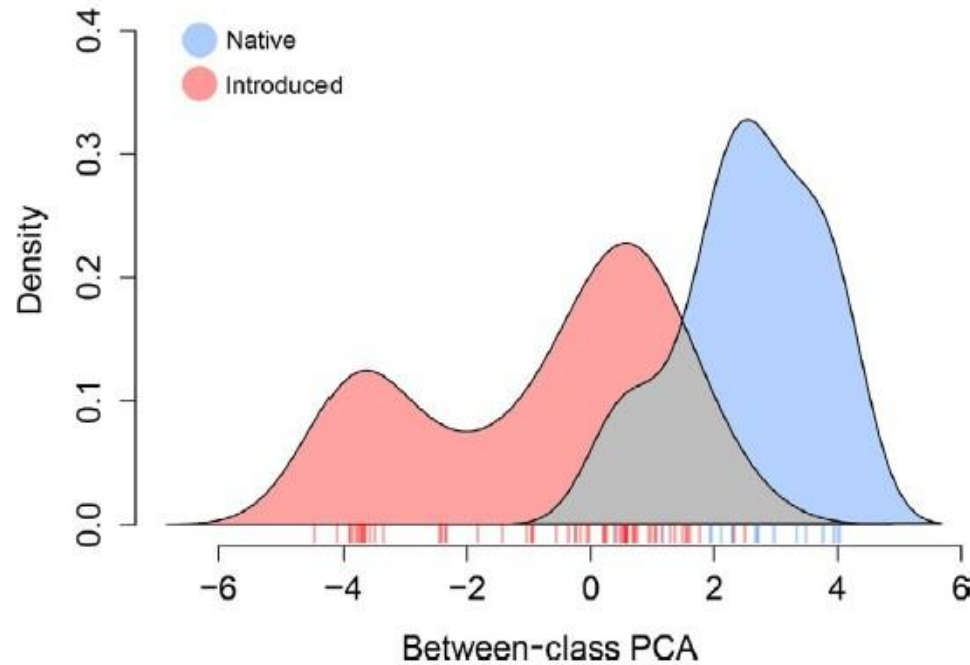 Native
Introduced
Density
0.4
0.3
0.2
0.1
0.0
−6 −4 −2 0 2 4 6
Between-class PCA